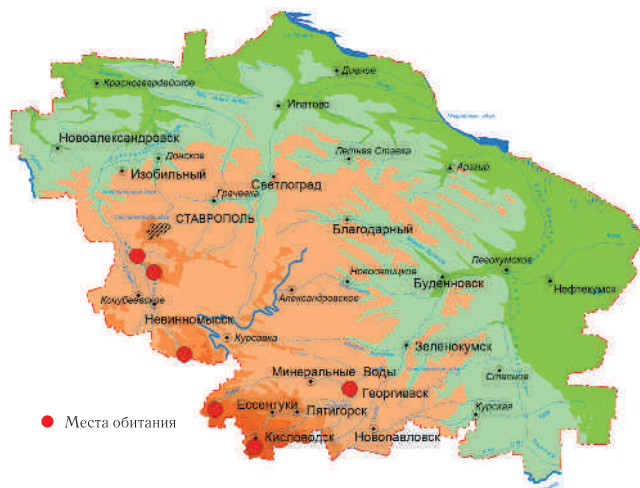 Дивное
Красногвардейское
Ипатово
Новоалександровск
Донское
Летняя Ставка
Изобильный
Арзгир
Светлоград
Грачевка
СТАВРОПОЛЬ
Благодарный
Левокумское
Новоселицкое
Буденновск
Нефтекумск
Кочубеевское
Александровское
Невинномысск
Курсавка
Зеленокумск
Минеральные Воды
Степное
Георгиевск
Ессентуки
Пятигорск
Курская
Места обитания
Кисловодск
Новопавловск